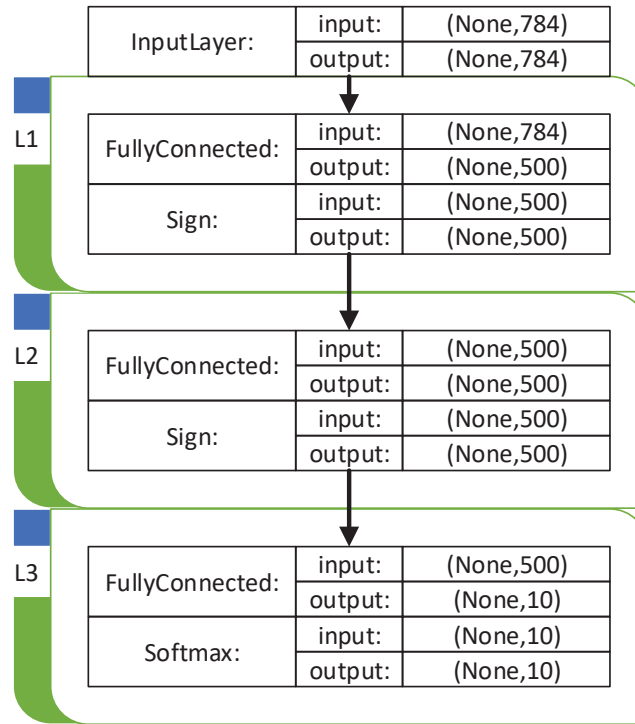 InputLayer: input: (None,784)
output: (None,784)
L1
FullyConnected: input: (None,784)
output: (None,500)
Sign: input: (None,500)
output: (None,500)
L2
FullyConnected: input: (None,500)
output: (None,500)
Sign: input: (None,500)
output: (None,500)
L3
FullyConnected: input: (None,500)
output: (None,10)
Softmax: input: (None,10)
output: (None,10)